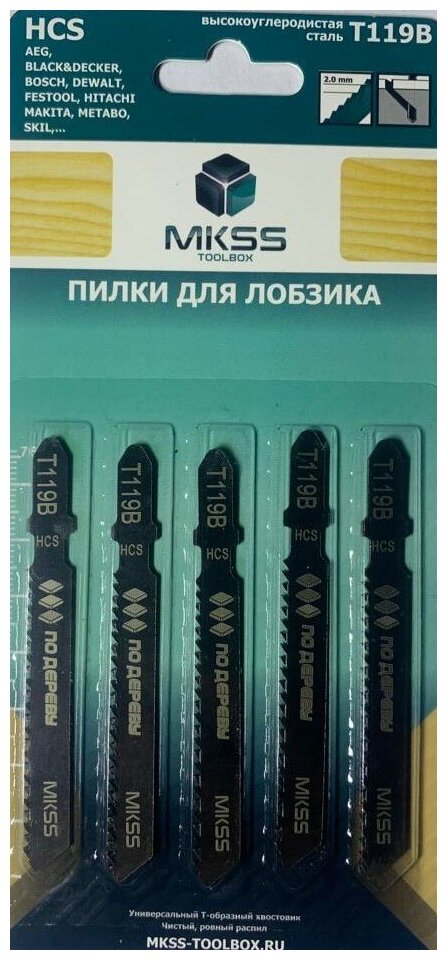 HCS
AEG,
BLACK&DECKER,
BOSCH, DEWALT,
FESTOOL, HITACHI
MAKITA, METABO,
SKIL,...
высокоуглеродистая
сталь T119B
2.0 mm
MKSS
TOOLBOX
ПИЛКИ ДЛЯ ЛОБЗИКА
T119B
HCS
ПО ДЕРЕВУ
MKSS
T119B
HCS
ПО ДЕРЕВУ
MKSS
T119B
HCS
ПО ДЕРЕВУ
MKSS
T119B
HCS
ПО ДЕРЕВУ
MKSS
T119B
HCS
ПО ДЕРЕВУ
MKSS
Универсальный Т-образный хвостовик
Чистый, ровный распил
MKSS-TOOLBOX.RU